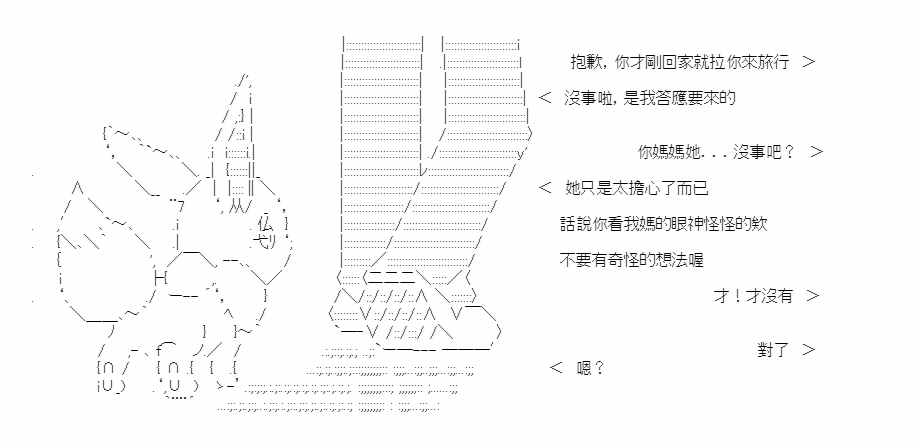 抱歉，你才剛回家就拉你來旅行 ＞
＜ 沒事啦，是我答應要來的
你媽媽她...沒事吧？ ＞
＜ 她只是太擔心了而已
話說你看我媽的眼神怪怪的欸
不要有奇怪的想法喔
才！才沒有 ＞
對了 ＞
＜ 嗯？